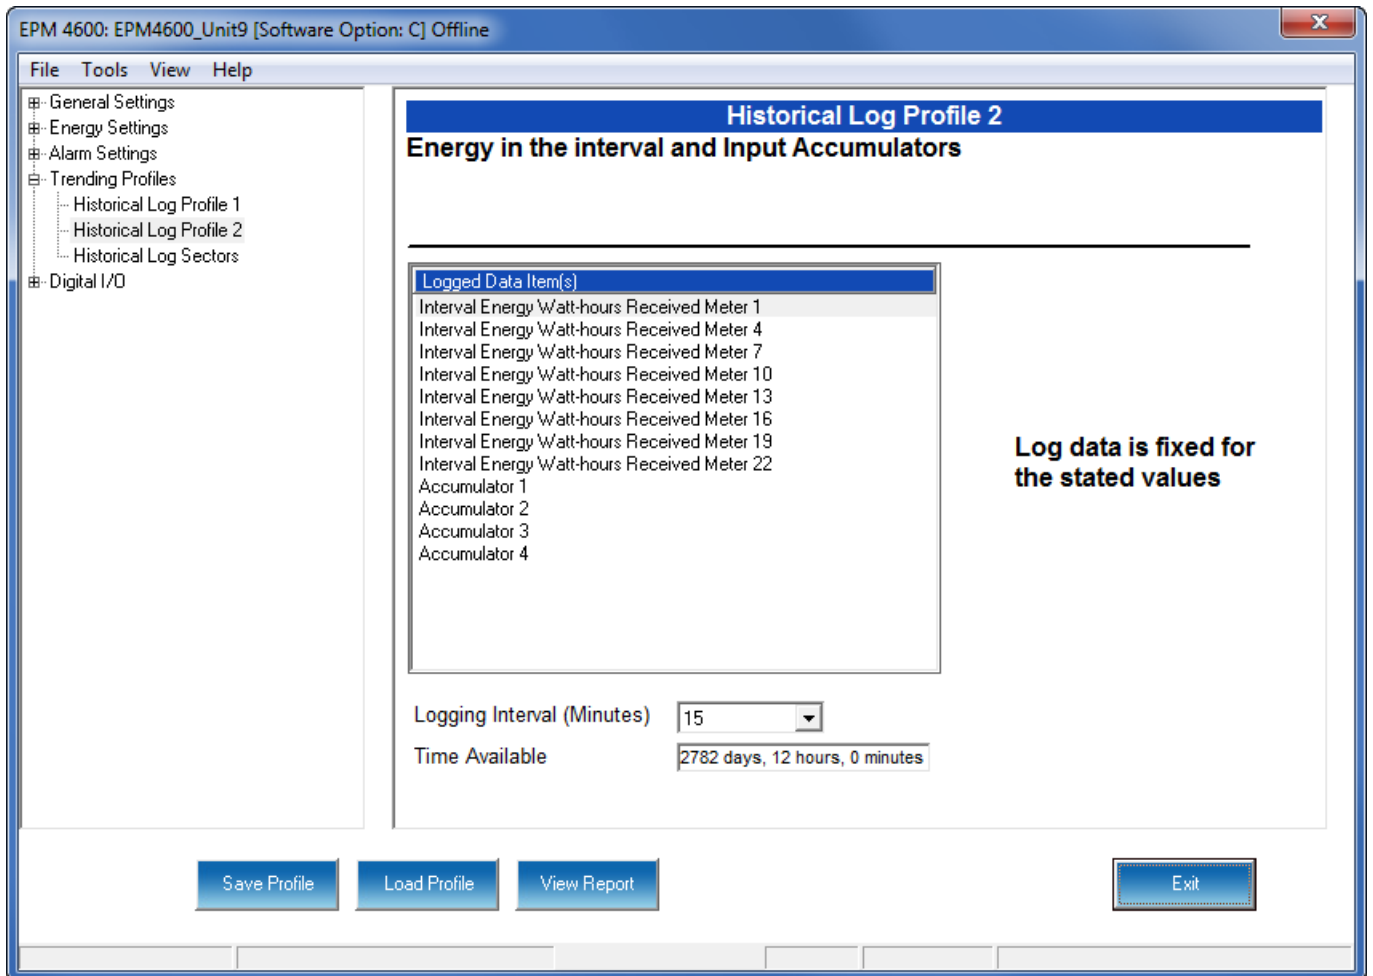 EPM 4600: EPM4600_Unit9 [Software Option: C] Offline
X
File Tools View Help
General Settings
Energy Settings
Alarm Settings
Trending Profiles
Historical Log Profile 1
Historical Log Profile 2
Historical Log Sectors
Digital I/O
Historical Log Profile 2
Energy in the interval and Input Accumulators
Logged Data Item(s)
Interval Energy Watt-hours Received Meter 1
Interval Energy Watt-hours Received Meter 4
Interval Energy Watt-hours Received Meter 7
Interval Energy Watt-hours Received Meter 10
Interval Energy Watt-hours Received Meter 13
Interval Energy Watt-hours Received Meter 16
Interval Energy Watt-hours Received Meter 19
Interval Energy Watt-hours Received Meter 22
Accumulator 1
Accumulator 2
Accumulator 3
Accumulator 4
Log data is fixed for
the stated values
Logging Interval (Minutes) 15
Time Available 2782 days, 12 hours, 0 minutes
Save Profile Load Profile View Report Exit